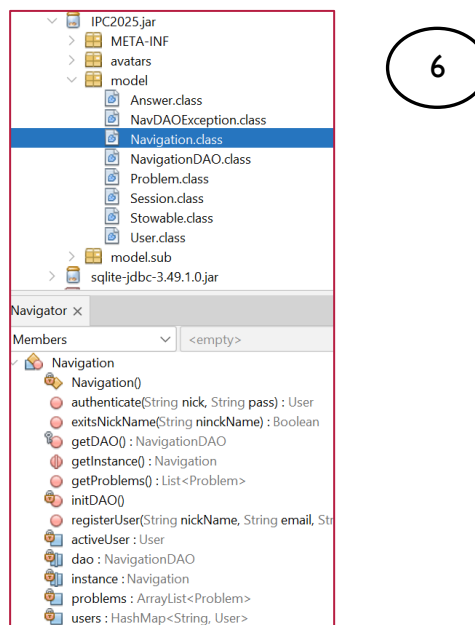 IPC2025.jar
META-INF
avatars
model
Answer.class
NavDAOException.class
Navigation.class
NavigationDAO.class
Problem.class
Session.class
Stowable.class
User.class
model.sub
sqlite-jdbc-3.49.1.0.jar
6
Navigator ×
Members <empty>
Navigation
Navigation()
authenticate(String nick, String pass) : User
exitsNickName(String ninckName) : Boolean
getDAO() : NavigationDAO
getInstance() : Navigation
getProblems() : List<Problem>
initDAO()
registerUser(String nickName, String email, Str
activeUser : User
dao : NavigationDAO
instance : Navigation
problems : ArrayList<Problem>
users : HashMap<String, User>